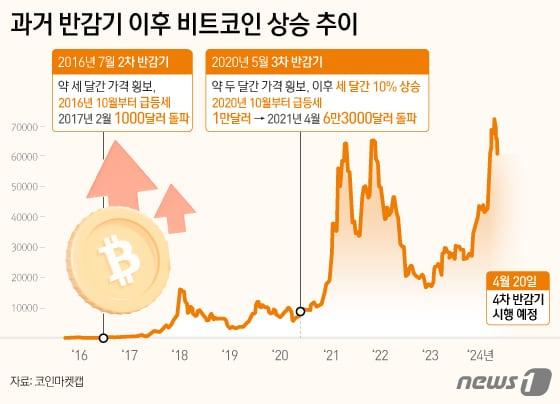 과거 반감기 이후 비트코인 상승 추이
2016년 7월 2차 반감기
약 세 달간 가격 횡보,
2016년 10월부터 급등세
2017년 2월 1000달러 돌파
2020년 5월 3차 반감기
약 두 달간 가격 횡보, 이후 세 달간 10% 상승
2020년 10월부터 급등세
1만달러 → 2021년 4월 6만3000달러 돌파
70000
60000
50000
40000
30000
20000
10000
4월 20일
4차 반감기
시행 예정
'16 '17 '18 '19 '20 '21 '22 '23 '24년
자료: 코인마켓캡
news1